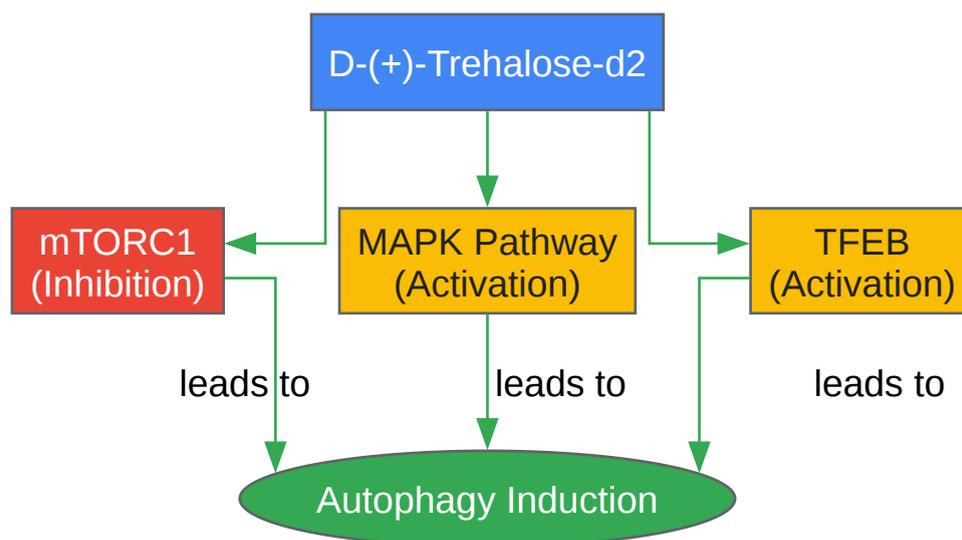 D-(+)-Trehalose-d2
mTORC1
(Inhibition)
MAPK Pathway
(Activation)
TFEB
(Activation)
leads to
leads to
leads to
Autophagy Induction